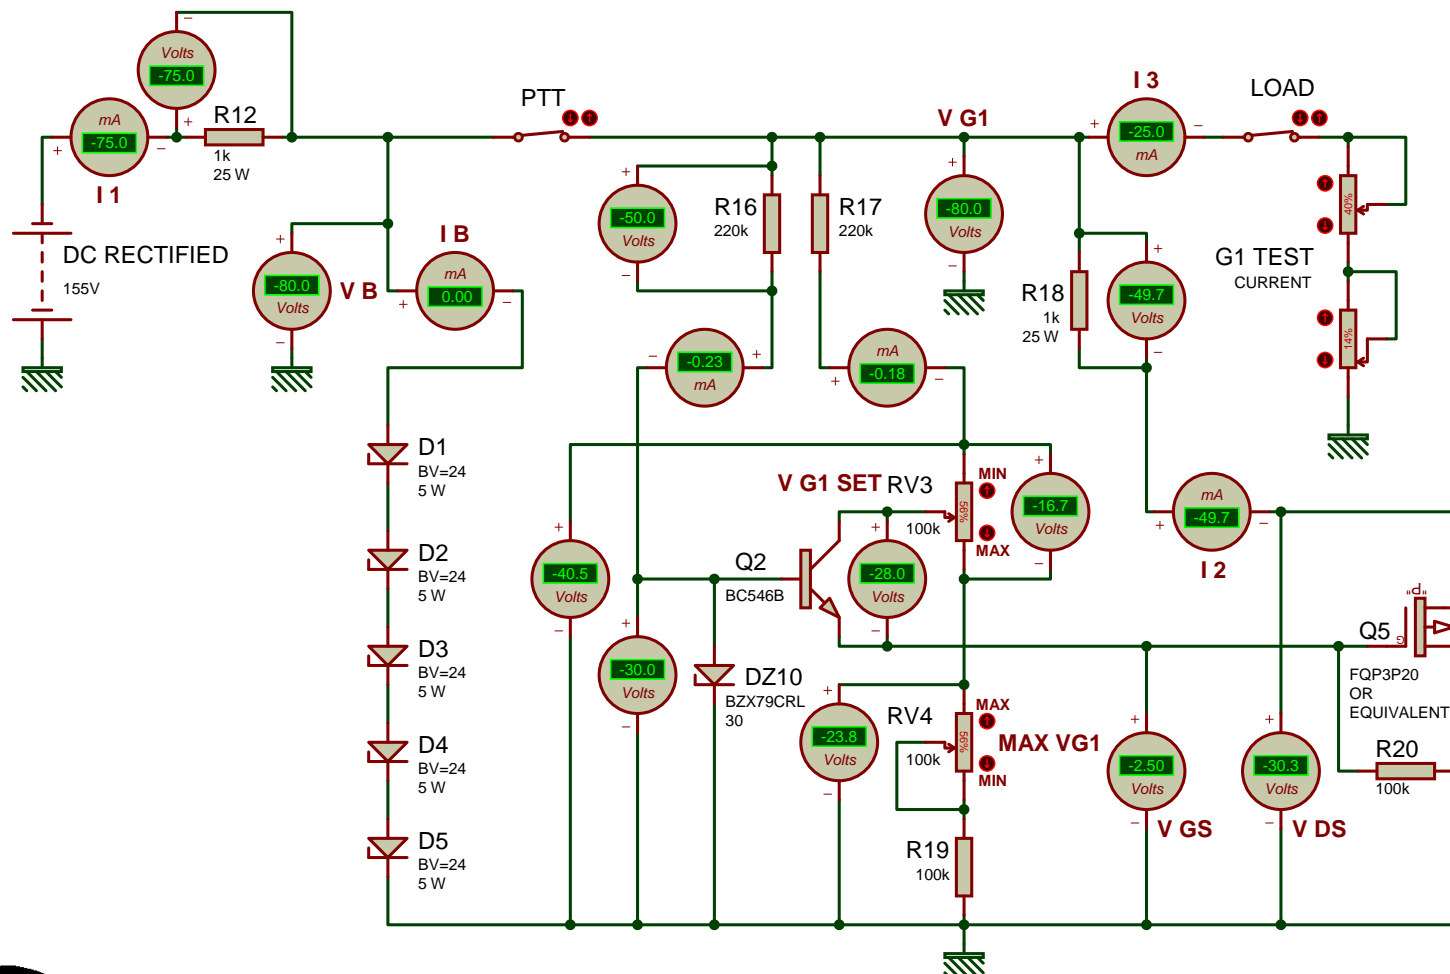 Volts
-75.0
mA
-75.0
I 1
R12
1k
25 W
PTT
V G1
I 3
-25.0
mA
LOAD
DC RECTIFIED
155V
-80.0
Volts
V B
I B
mA
0.00
-50.0
Volts
R16
220k
R17
220k
-80.0
Volts
R18
1k
25 W
-49.7
Volts
40%
G1 TEST
CURRENT
14%
-0.23
mA
mA
-0.18
D1
BV=24
5 W
D2
BV=24
5 W
D3
BV=24
5 W
D4
BV=24
5 W
D5
BV=24
5 W
V G1 SET
RV3
100k
56%
MIN
MAX
-16.7
Volts
mA
-49.7
I 2
-40.5
Volts
Q2
BC546B
-28.0
Volts
-30.0
Volts
DZ10
BZX79CRL
30
-23.8
Volts
RV4
100k
56%
MAX
MAX VG1
MIN
R19
100k
-2.50
Volts
V GS
-30.3
Volts
V DS
"P"
G
Q5
FQP3P20
OR
EQUIVALENT
R20
100k